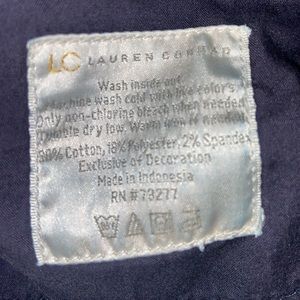 LC LAUREN CONRAD
Wash inside out
Machine wash cold with like colors
Only non-chlorine bleach when needed
Tumble dry low. Warm iron if needed
80% Cotton, 18% Polyester, 2% Spandex
Exclusive of Decoration
Made in Indonesia
RN #73277